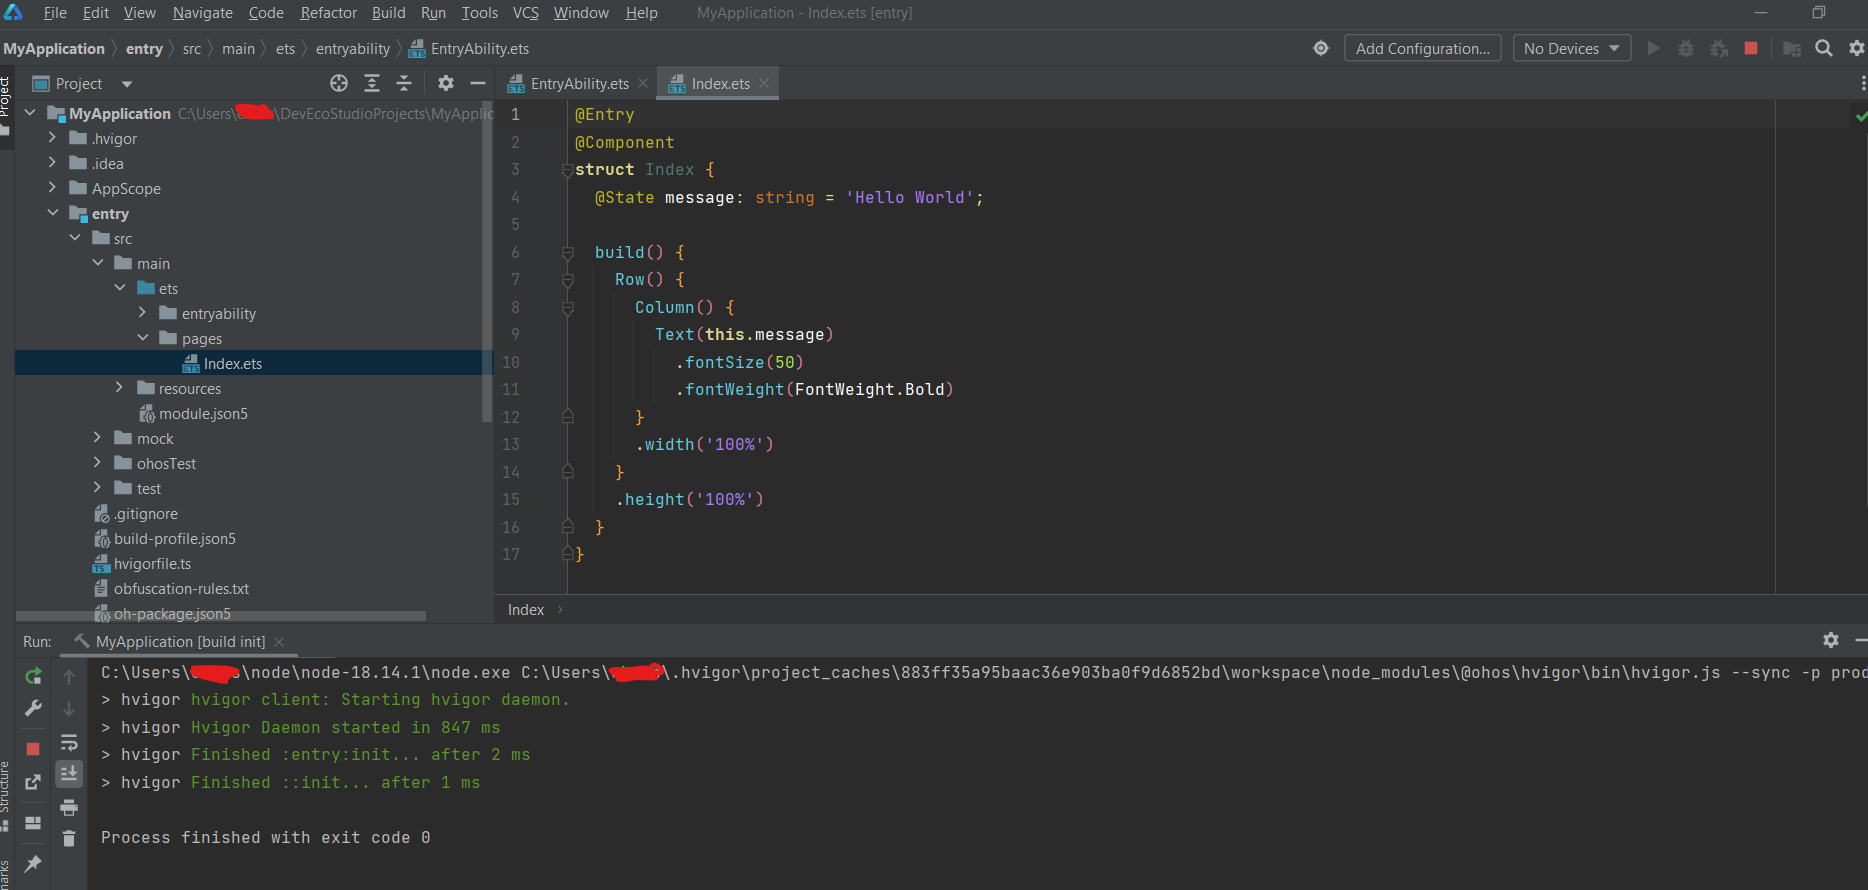 File Edit View Navigate Code Refactor Build Run Tools VCS Window Help MyApplication - Index.ets [entry]
MyApplication entry src main ets entryability EntryAbility.ets Add Configuration... No Devices
Project
Project
EntryAbility.ets Index.ets
MyApplication C:\Users\ \DevEcoStudioProjects\MyApplic
.hvigor
.idea
AppScope
entry
src
main
ets
entryability
pages
Index.ets
resources
module.json5
mock
ohosTest
test
.gitignore
build-profile.json5
hvigorfile.ts
obfuscation-rules.txt
oh-package.json5
1 @Entry
2 @Component
3 struct Index {
4 @State message: string = 'Hello World';
5
6 build() {
7 Row() {
8 Column() {
9 Text(this.message)
10 .fontSize(50)
11 .fontWeight(FontWeight.Bold)
12 }
13 .width('100%')
14 }
15 .height('100%')
16 }
17 }
Index
Run: MyApplication [build init]
C:\Users\ \node\node-18.14.1\node.exe C:\Users\ \.hvigor\project_caches\883ff35a95baac36e903ba0f9d6852bd\workspace\node_modules\@ohos\hvigor\bin\hvigor.js --sync -p prod
> hvigor hvigor client: Starting hvigor daemon.
> hvigor Hvigor Daemon started in 847 ms
> hvigor Finished :entry:init... after 2 ms
> hvigor Finished ::init... after 1 ms
Process finished with exit code 0
Structure
marks